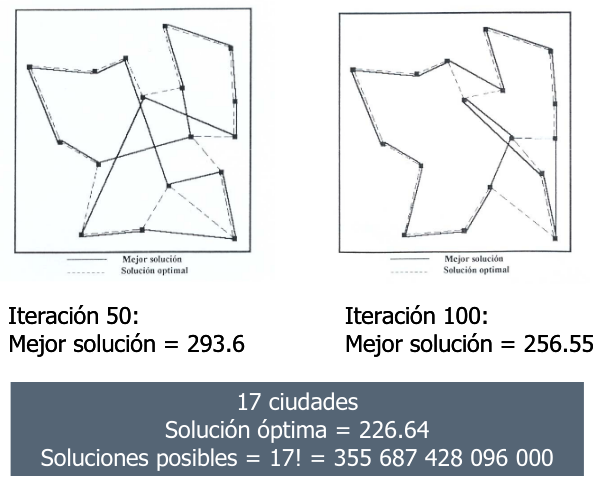 Mejor solución
Solución optimal
Mejor solución
Solución optimal
Iteración 50:
Mejor solución = 293.6
Iteración 100:
Mejor solución = 256.55
17 ciudades
Solución óptima = 226.64
Soluciones posibles = 17! = 355 687 428 096 000